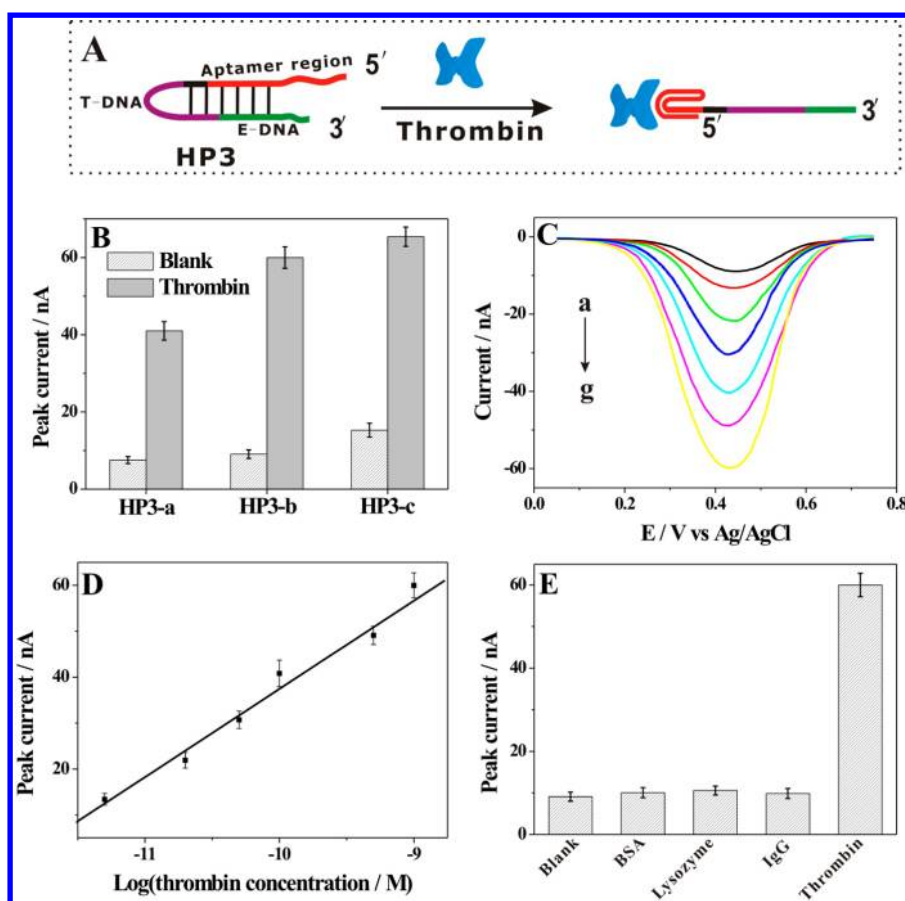 A
Aptamer region
5′
T-DNA
E-DNA
3′
HP3
Thrombin
5′
3′
B
Blank
Thrombin
Peak current / nA
60
40
20
0
HP3-a
HP3-b
HP3-c
C
a
g
Current / nA
0
-20
-40
-60
0.0
0.2
0.4
0.6
0.8
E / V vs Ag/AgCl
D
Peak current / nA
60
40
20
-11
-10
-9
Log(thrombin concentration / M)
E
Peak current / nA
60
40
20
0
Blank
BSA
Lysozyme
IgG
Thrombin